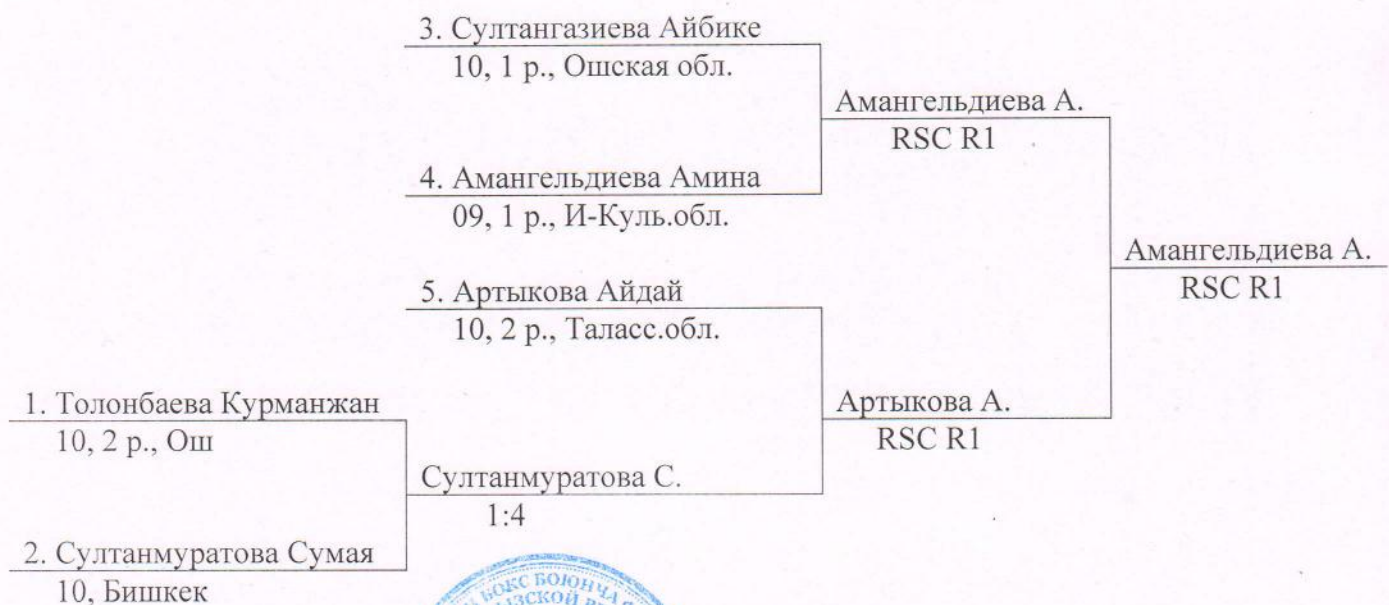 3. Султангазиева Айбике
10, 1 р., Ошская обл.
Амангельдиева А.
RSC R1
4. Амангельдиева Амина
09, 1 р., И-Куль.обл.
Амангельдиева А.
RSC R1
5. Артыкова Айдай
10, 2 р., Таласс.обл.
1. Толонбаева Курманжан
10, 2 р., Ош
Артыкова А.
RSC R1
Султанмуратова С.
1:4
2. Султанмуратова Сумая
10, Бишкек
БОКС БОЮНЧА